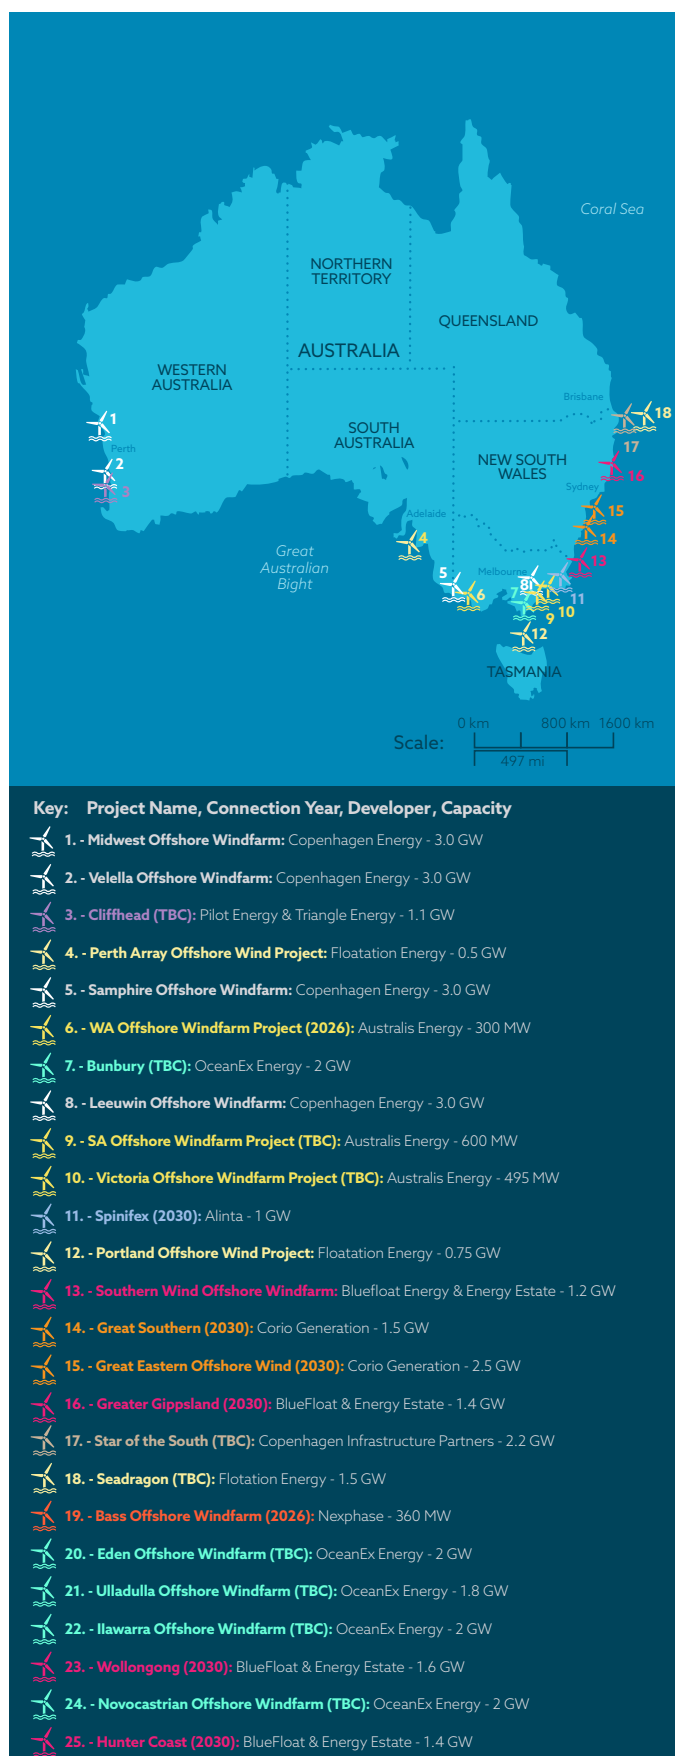 Coral Sea
NORTHERN
TERRITORY
QUEENSLAND
AUSTRALIA
WESTERN
AUSTRALIA
Brisbane
1
18
SOUTH
AUSTRALIA
17
Perth
NEW SOUTH
WALES
2
16
3
Sydney
Adelaide
15
4
14
Great
Australian
Bight
13
5
Melbourne
8
6
7
11
9
10
12
TASMANIA
0 km 800 km 1600 km
Scale:
497 mi
Key: Project Name, Connection Year, Developer, Capacity
1. - Midwest Offshore Windfarm: Copenhagen Energy - 3.0 GW
2. - Velella Offshore Windfarm: Copenhagen Energy - 3.0 GW
3. - Cliffhead (TBC): Pilot Energy & Triangle Energy - 1.1 GW
4. - Perth Array Offshore Wind Project: Floatation Energy - 0.5 GW
5. - Samphire Offshore Windfarm: Copenhagen Energy - 3.0 GW
6. - WA Offshore Windfarm Project (2026): Australis Energy - 300 MW
7. - Bunbury (TBC): OceanEx Energy - 2 GW
8. - Leeuwin Offshore Windfarm: Copenhagen Energy - 3.0 GW
9. - SA Offshore Windfarm Project (TBC): Australis Energy - 600 MW
10. - Victoria Offshore Windfarm Project (TBC): Australis Energy - 495 MW
11. - Spinifex (2030): Alinta - 1 GW
12. - Portland Offshore Wind Project: Floatation Energy - 0.75 GW
13. - Southern Wind Offshore Windfarm: Bluefloat Energy & Energy Estate - 1.2 GW
14. - Great Southern (2030): Corio Generation - 1.5 GW
15. - Great Eastern Offshore Wind (2030): Corio Generation - 2.5 GW
16. - Greater Gippsland (2030): BlueFloat & Energy Estate - 1.4 GW
17. - Star of the South (TBC): Copenhagen Infrastructure Partners - 2.2 GW
18. - Seadragon (TBC): Flotation Energy - 1.5 GW
19. - Bass Offshore Windfarm (2026): Nexphase - 360 MW
20. - Eden Offshore Windfarm (TBC): OceanEx Energy - 2 GW
21. - Ulladulla Offshore Windfarm (TBC): OceanEx Energy - 1.8 GW
22. - Ilawarra Offshore Windfarm (TBC): OceanEx Energy - 2 GW
23. - Wollongong (2030): BlueFloat & Energy Estate - 1.6 GW
24. - Novocastrian Offshore Windfarm (TBC): OceanEx Energy - 2 GW
25. - Hunter Coast (2030): BlueFloat & Energy Estate - 1.4 GW